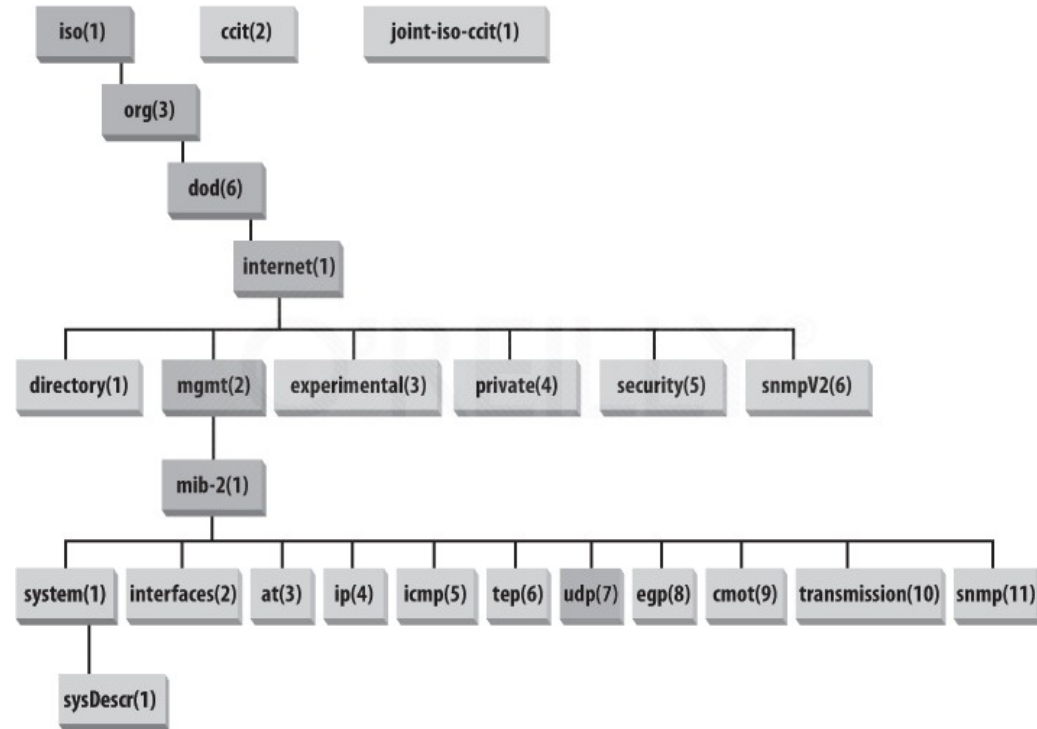 iso(1) ccit(2) joint-iso-ccit(1)
org(3)
dod(6)
internet(1)
O'REILLY®
directory(1) mgmt(2) experimental(3) private(4) security(5) snmpV2(6)
mib-2(1)
system(1) interfaces(2) at(3) ip(4) icmp(5) tep(6) udp(7) egp(8) cmot(9) transmission(10) snmp(11)
sysDescr(1)